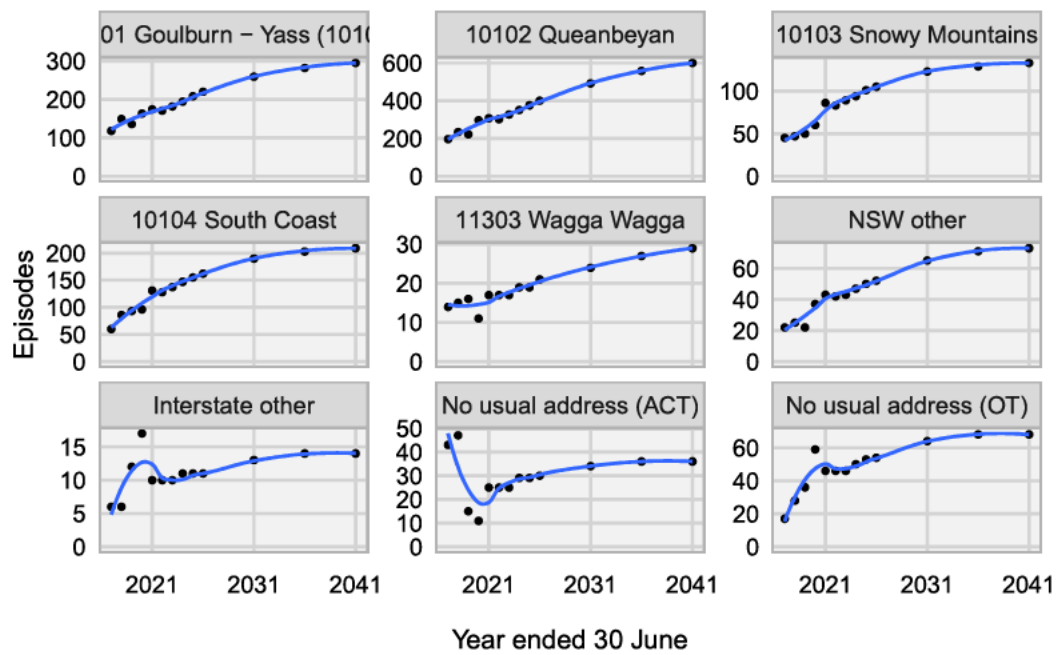 01 Goulburn − Yass (1010
10102 Queanbeyan
10103 Snowy Mountains
300
200
100
0
600
400
200
0
100
50
0
10104 South Coast
11303 Wagga Wagga
NSW other
200
150
100
50
0
30
20
10
0
60
40
20
0
Episodes
Interstate other
No usual address (ACT)
No usual address (OT)
15
10
5
0
50
40
30
20
10
0
60
40
20
0
2021 2031 2041
2021 2031 2041
2021 2031 2041
Year ended 30 June